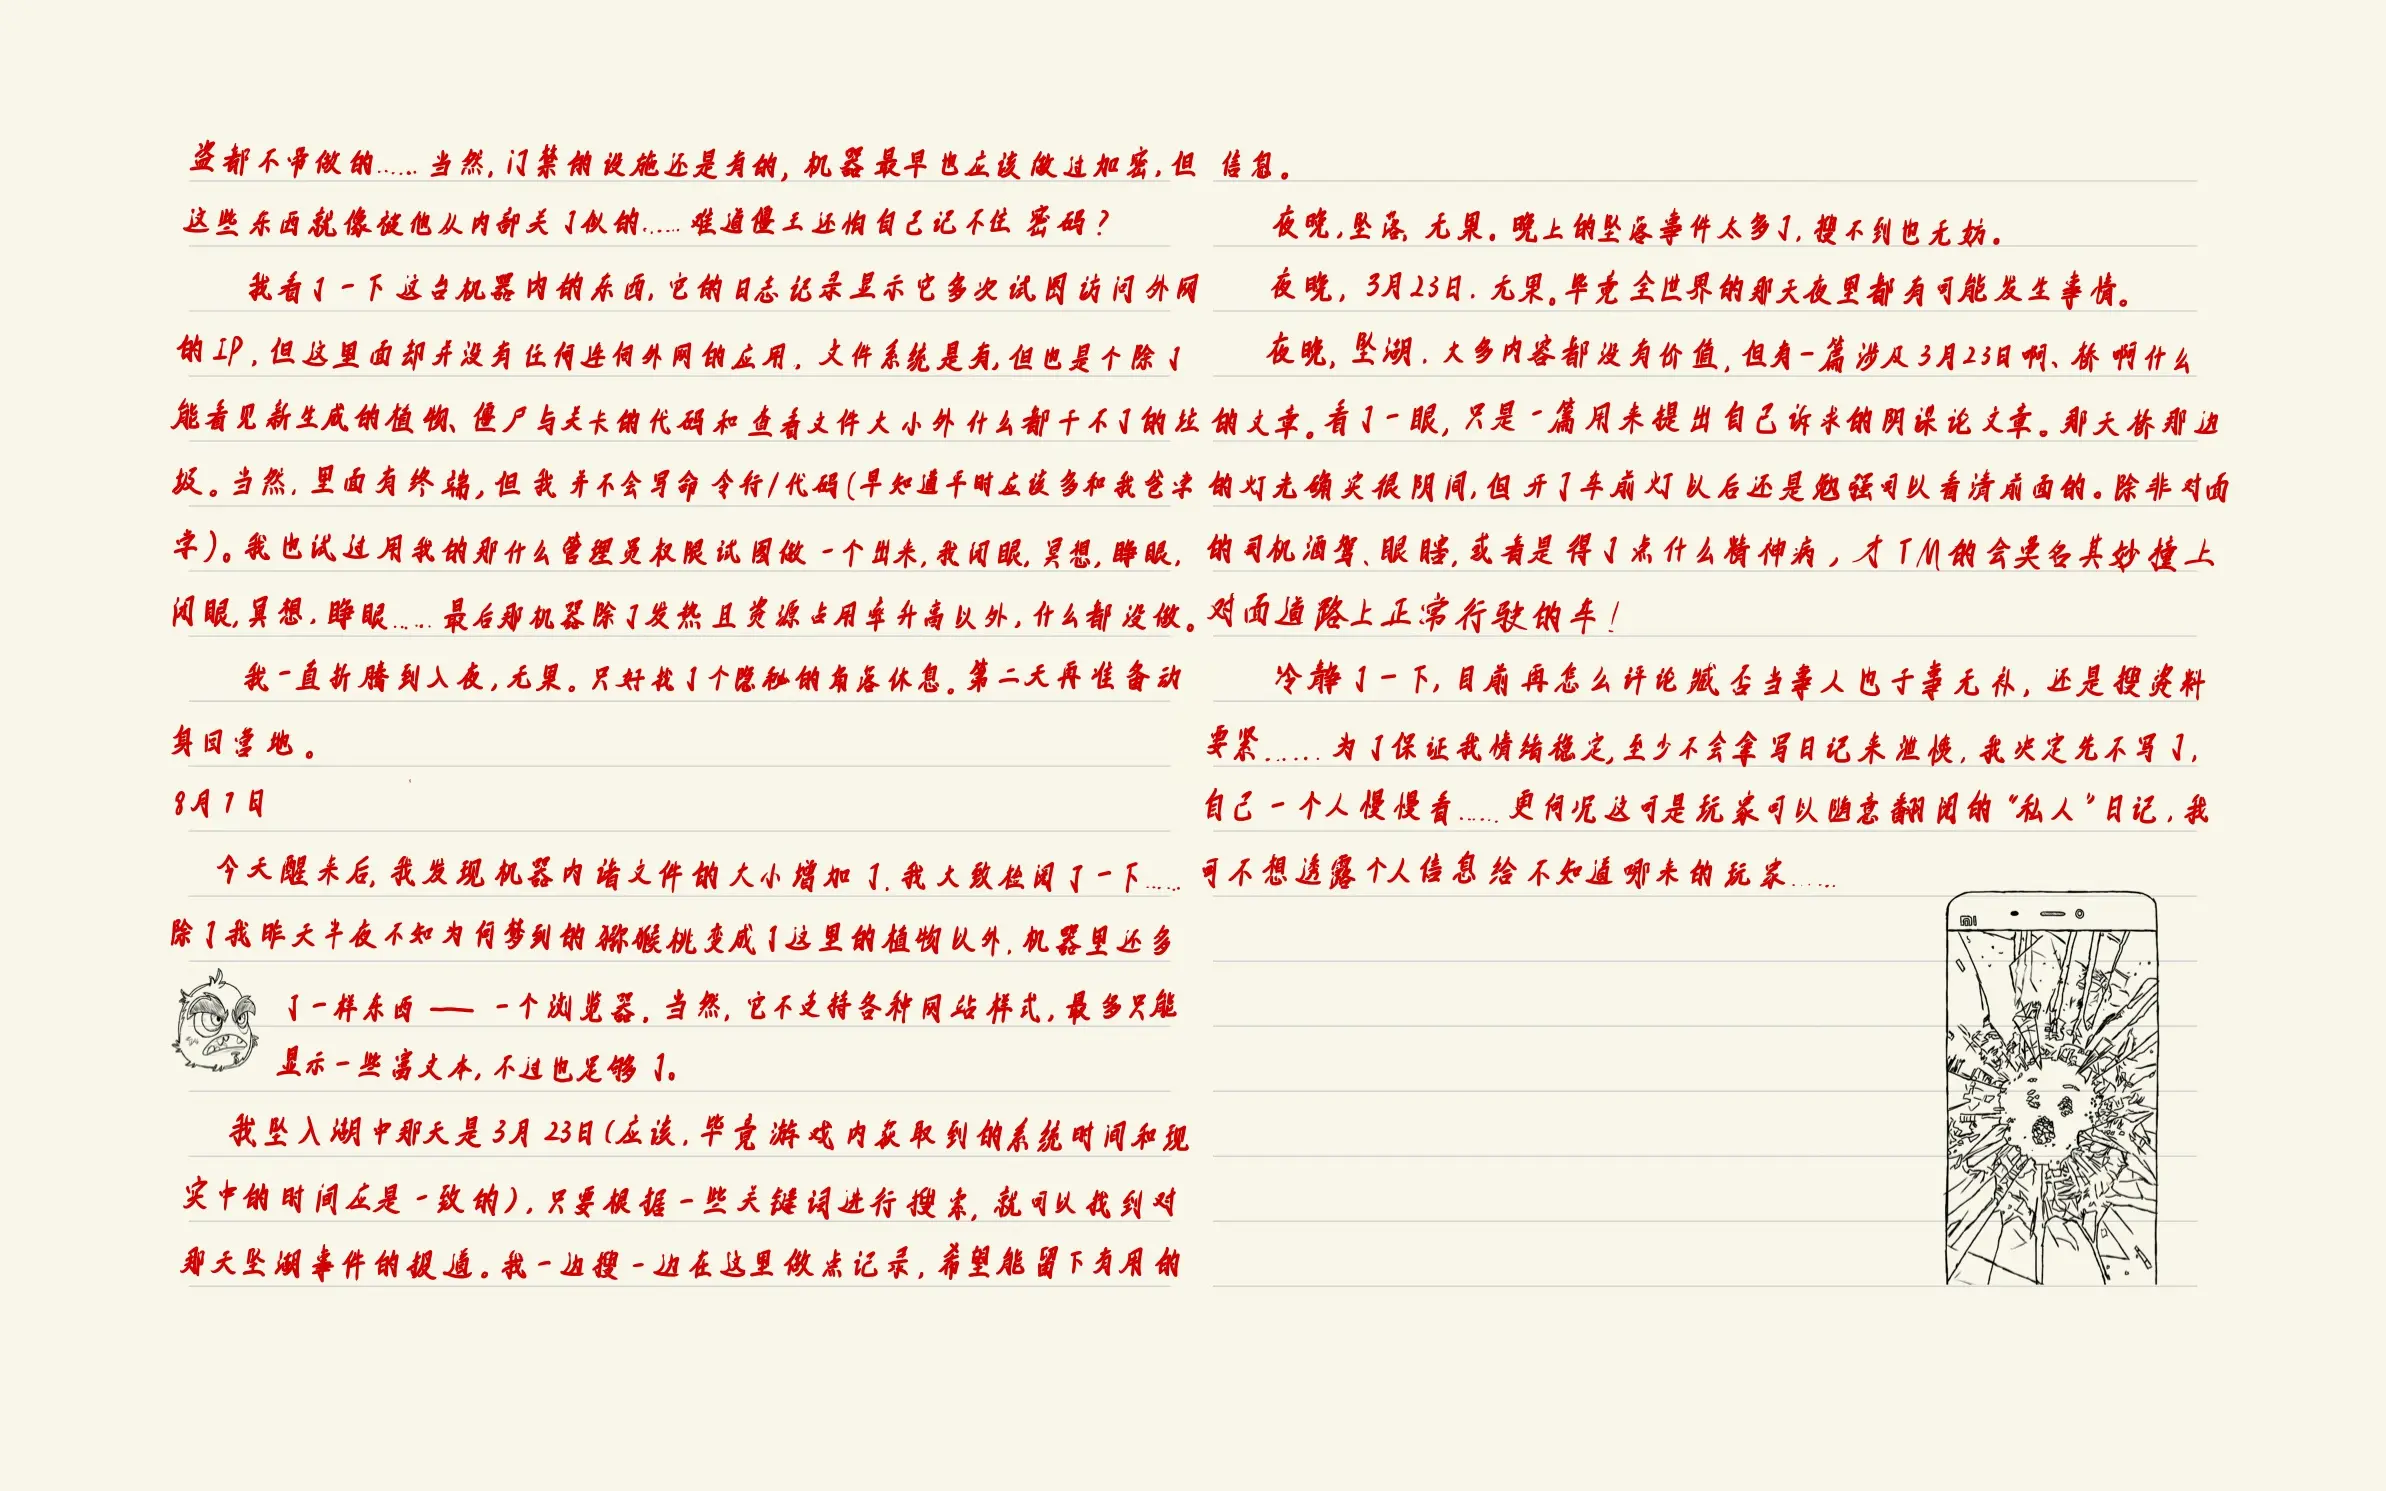 盗都不带做的……当然，门禁的设施还是有的，机器最早也应该做过加密，但
这些东西就像被他从内部关了似的……难道僵王还怕自己记不住密码？
我看了一下这台机器内的东西，它的日志记录显示它多次试图访问外网
的IP，但这里面却并没有任何连向外网的应用。文件系统是有，但也是个除了
能看见新生成的植物、僵尸与关卡的代码和查看文件大小外什么都干不了的垃
圾。当然，里面有终端，但我并不会写命令行/代码（早知道平时应该多和我爸求
学）。我也试过用我的那什么管理员权限试图做一个出来，我闭眼，冥想，睁眼，
闭眼，冥想，睁眼……最后那机器除了发热且资源占用率升高以外，什么都没做。
我一直折腾到入夜，无果。只好找了个隐秘的角落休息。第二天再准备动
身回营地。
8月1日
今天醒来后，我发现机器内诸文件的大小增加了。我大致检阅了一下……
除了我昨天半夜不知为何梦到的猕猴桃变成了这里的植物以外，机器里还多
了一样东西——一个浏览器。当然，它不支持各种网站样式，最多只能
显示一些富文本，不过也足够了。
我坠入湖中那天是3月23日（应该，毕竟游戏内获取到的系统时间和现
实中的时间应是一致的），只要根据一些关键词进行搜索，就可以找到对
那天坠湖事件的报道。我一边搜一边在这里做点记录，希望能留下有用的
信息。
夜晚，坠落，无果。晚上的坠落事件太多了，搜不到也无妨。
夜晚，3月23日，无果。毕竟全世界的那天夜里都有可能发生事情。
夜晚，坠湖，大多内容都没有价值，但有一篇涉及3月23日啊、桥啊什么
的文章。看了一眼，只是一篇用来提出自己诉求的阴谋论文章。那天桥那边
的灯光确实很阴间，但开了车前灯以后还是勉强可以看清前面的。除非对面
的司机酒驾、眼瞎，或者是得了点什么精神病，才TM的会莫名其妙撞上
对面道路上正常行驶的车！
冷静了一下，目前再怎么评论臧否当事人也于事无补，还是搜资料
要紧……为了保证我情绪稳定，至少不会拿写日记来泄愤，我决定先不写了，
自己一个人慢慢看……更何况这可是玩家可以随意翻阅的“私人”日记，我
可不想透露个人信息给不知道哪来的玩家……